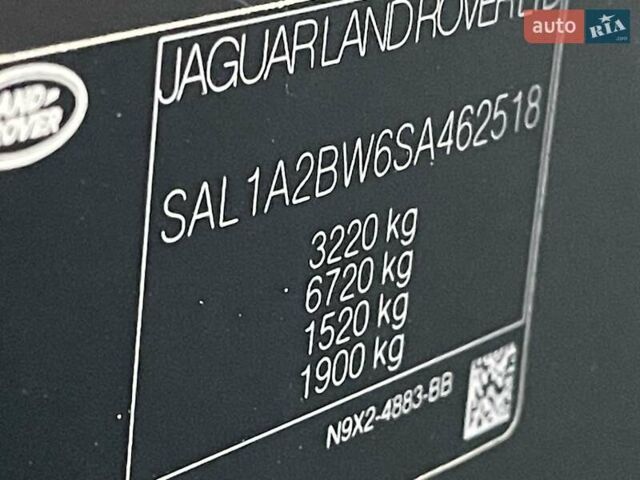 auto RIA
.com
JAGUAR LAND ROVER LTD
LAND
ROVER
SAL1A2BW6SA462518
3220 kg
6720 kg
1520 kg
1900 kg
N9X2-4883-BB